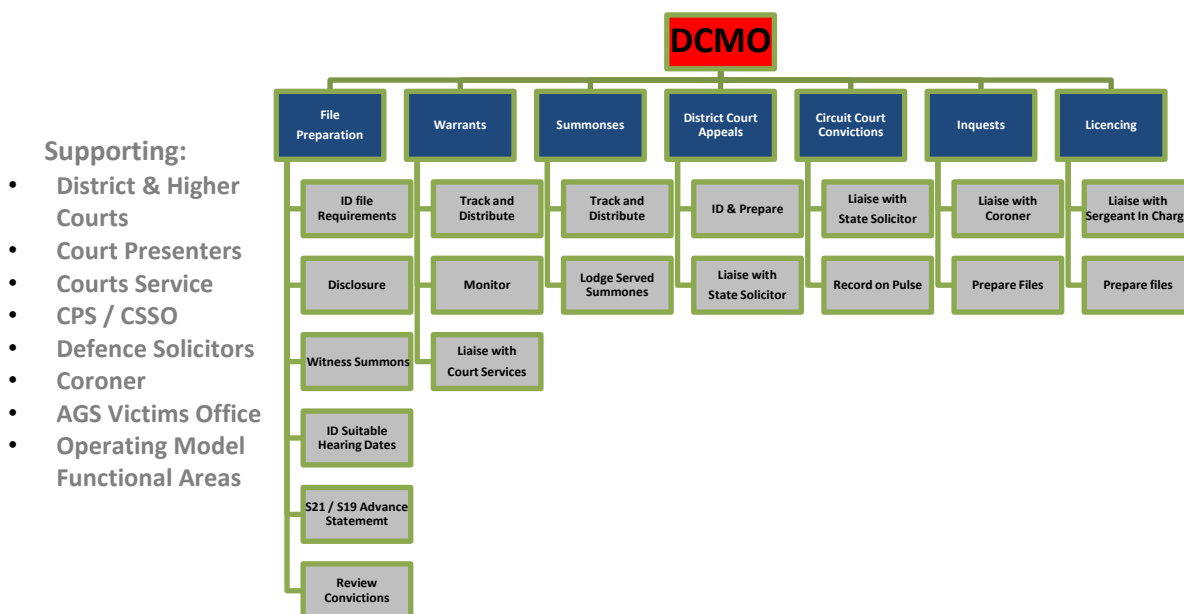 DCMO
File
Preparation
Warrants
Summonses
District Court
Appeals
Circuit Court
Convictions
Inquests
Licencing
Supporting:
• District & Higher
Courts
• Court Presenters
• Courts Service
• CPS / CSSO
• Defence Solicitors
• Coroner
• AGS Victims Office
• Operating Model
Functional Areas
ID file
Requirements
Disclosure
Witness Summons
ID Suitable
Hearing Dates
S21 / S19 Advance
Statememt
Review
Convictions
Track and
Distribute
Monitor
Liaise with
Court Services
Track and
Distribute
Lodge Served
Summones
ID & Prepare
Liaise with
State Solicitor
Liaise with
State Solicitor
Record on Pulse
Liaise with
Coroner
Prepare Files
Liaise with
Sergeant In Charg
Prepare files